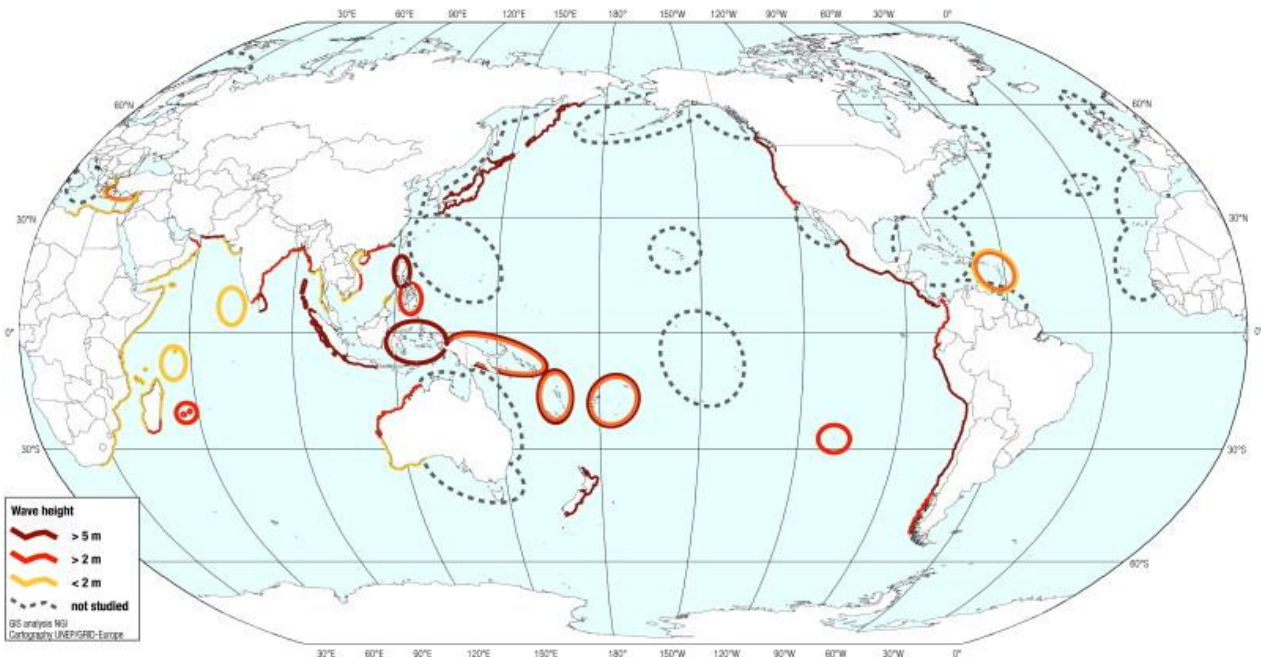 30°E 60°E 90°E 120°E 150°E 180° 150°W 120°W 90°W 60°W 30°W 0°
60°N 60°N
30°N 30°N
0° 0°
30°S 30°S
60°S
Wave height
> 5 m
> 2 m
< 2 m
not studied
GIS analysis NGI
Cartography UNEP/GRID-Europe
30°E 60°E 90°E 120°E 150°E 180° 150°W 120°W 90°W 60°W 30°W 0°